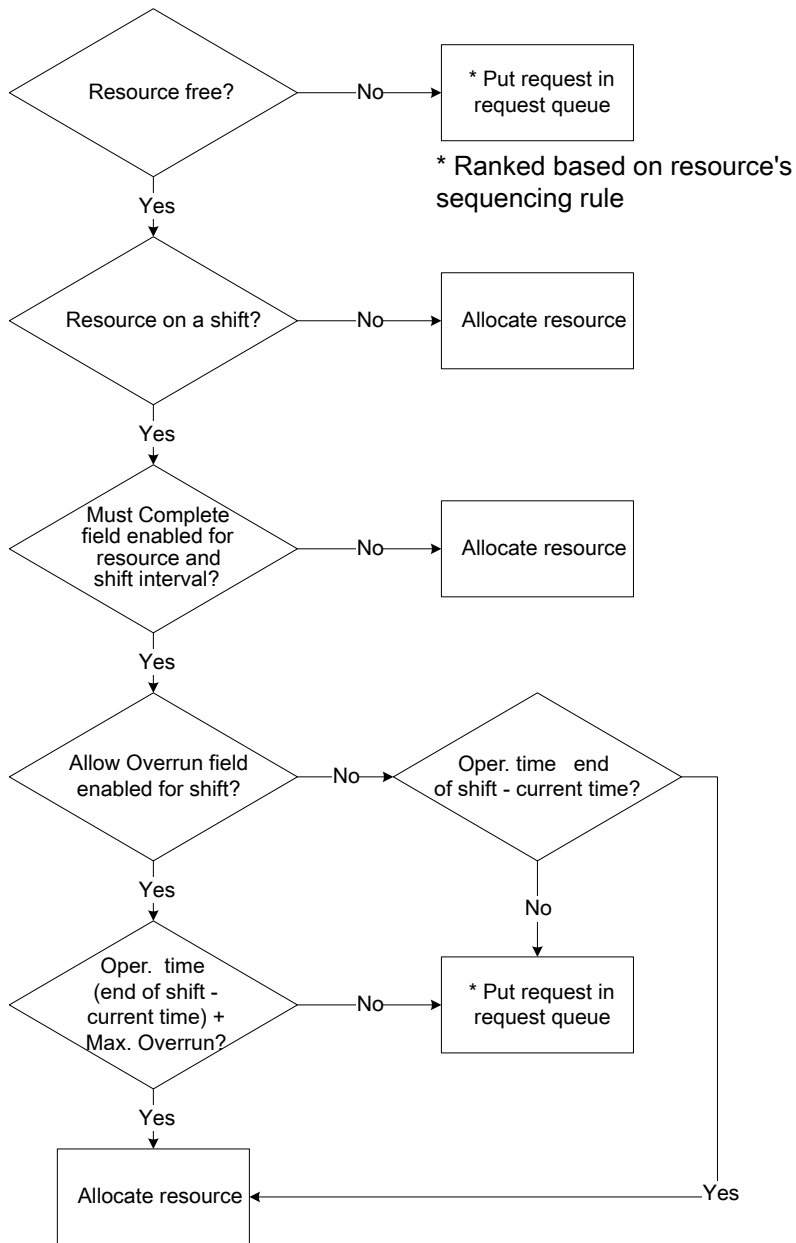 Resource free?
No
* Put request in
request queue
* Ranked based on resource's
sequencing rule
Yes
Resource on a shift?
No
Allocate resource
Yes
Must Complete
field enabled for
resource and
shift interval?
No
Allocate resource
Yes
Allow Overrun field
enabled for shift?
No
Oper. time end
of shift - current time?
Yes
No
Oper. time
(end of shift -
current time) +
Max. Overrun?
No
* Put request in
request queue
Yes
Allocate resource
Yes